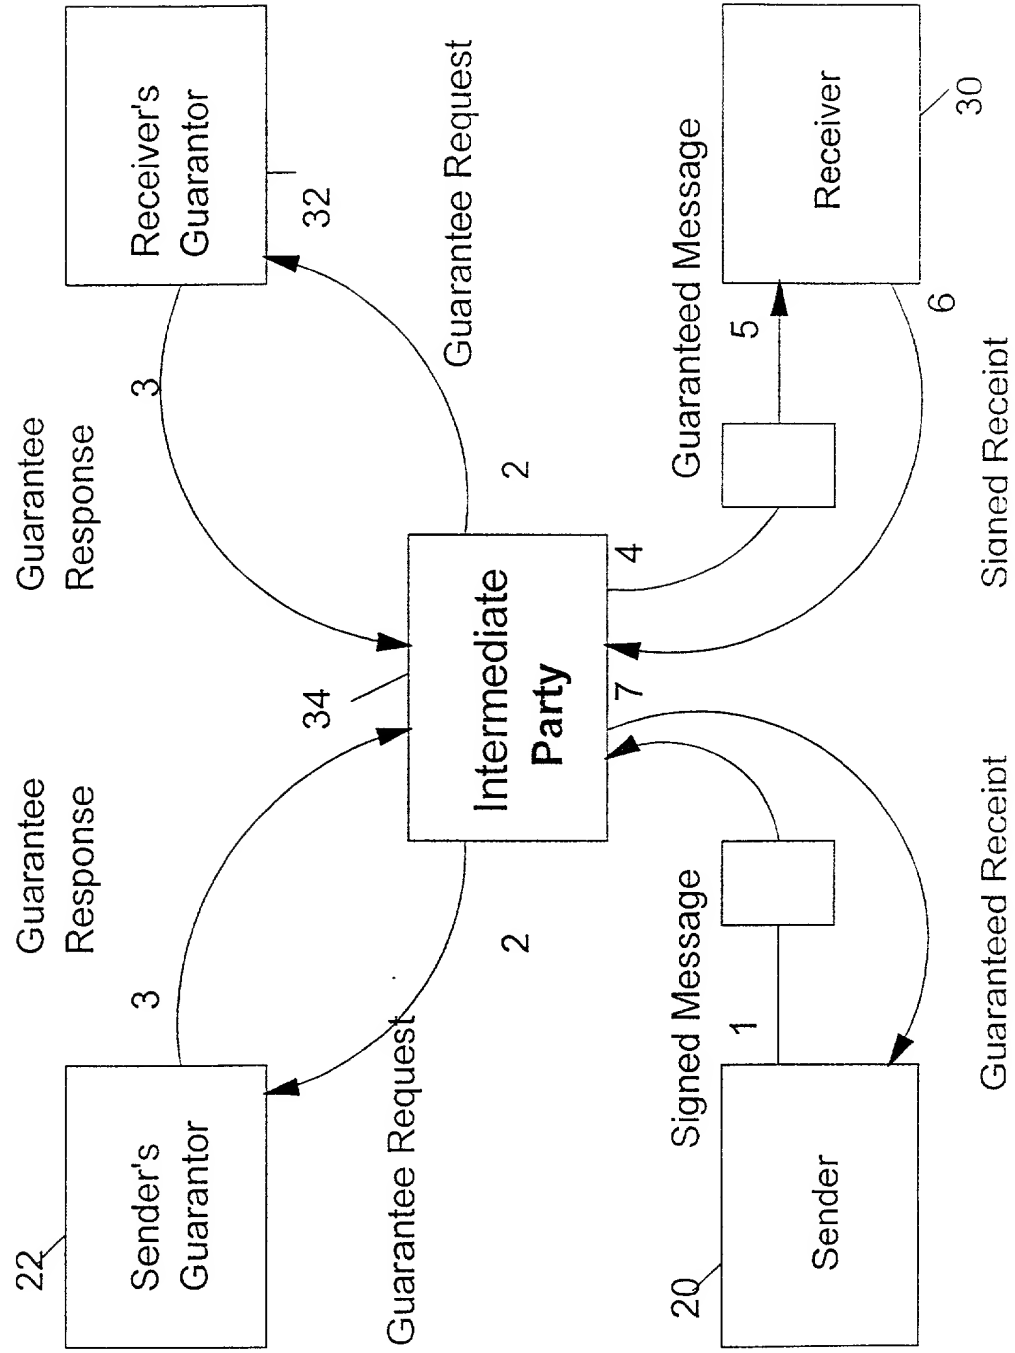 22
Guarantee
Response
Guarantee
Response
Sender's
Guarantor
3
3
Receiver's
Guarantor
34
32
Guarantee Request
Guarantee Request
2
2
Intermediate
Party
7
4
20
Signed Message
Guaranteed Message
1
5
Sender
Receiver
6
30
Guaranteed Receipt
Signed Receipt